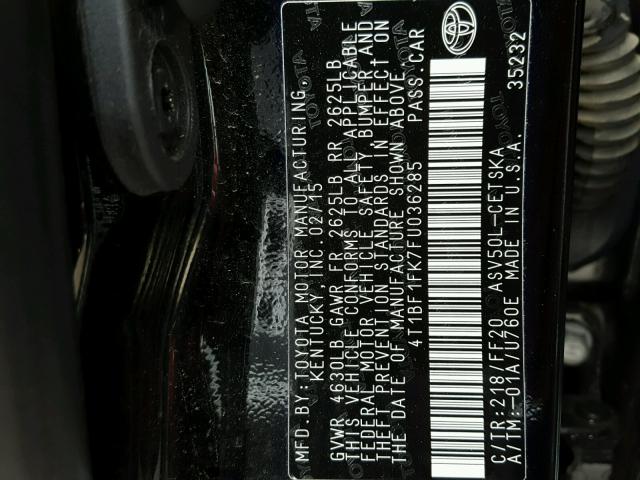 MFD. BY: TOYOTA MOTOR MANUFACTURING,
KENTUCKY, INC. 02/15
GVWR 4630LB GAWR FR 2625LB RR 2625LB
THIS VEHICLE CONFORMS TO ALL APPLICABLE
FEDERAL MOTOR VEHICLE SAFETY, BUMPER, AND
THEFT PREVENTION STANDARDS IN EFFECT ON
THE DATE OF MANUFACTURE SHOWN ABOVE.
4T1BF1FK7FU036285 PASS. CAR
C/TR: 218/FF20 ASV50L-CETSKA
A/TM: -01A/U760E MADE IN U.S.A. 35232
TOYOTA